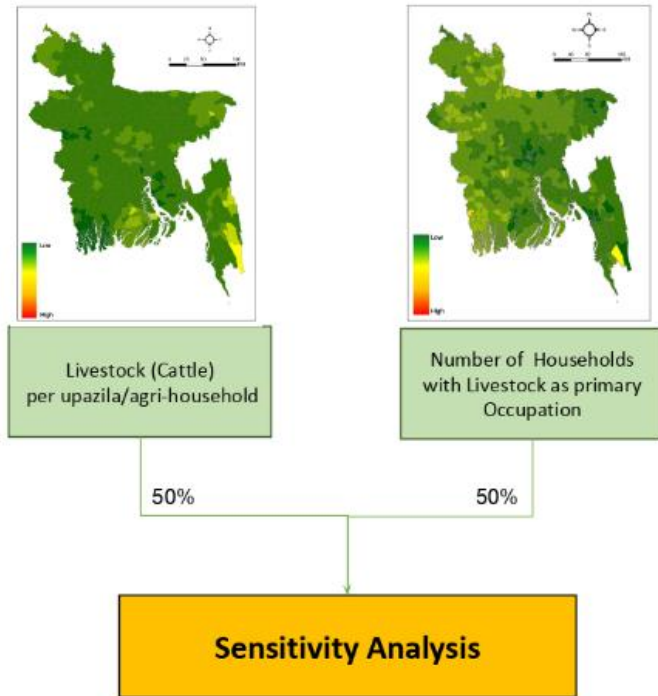 Low
High
Low
High
Livestock (Cattle)
per upazila/agri-household
Number of Households
with Livestock as primary
Occupation
50%
50%
Sensitivity Analysis